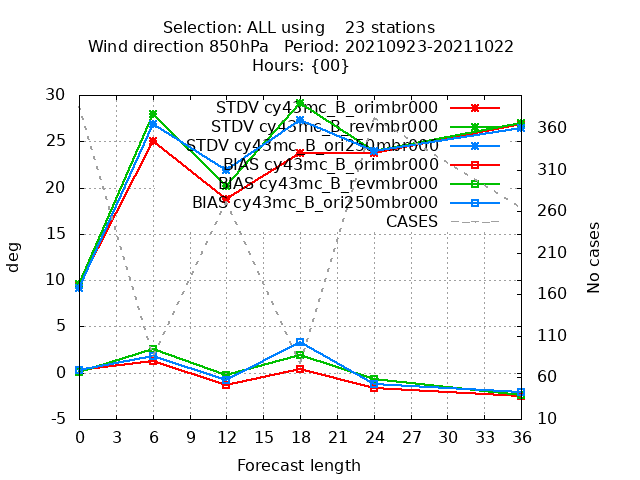 Selection: ALL using 23 stations
Wind direction 850hPa Period: 20210923-20211022
Hours: {00}
30
25
20
15
10
5
0
-5
deg
STDV cy43mc_B_orimbr000
STDV cy43mc_B_revmbr000
STDV cy43mc_B_ori250mbr000
BIAS cy43mc_B_orimbr000
BIAS cy43mc_B_revmbr000
BIAS cy43mc_B_ori250mbr000
CASES
360
310
260
210
160
110
60
10
No cases
0 3 6 9 12 15 18 21 24 27 30 33 36
Forecast length